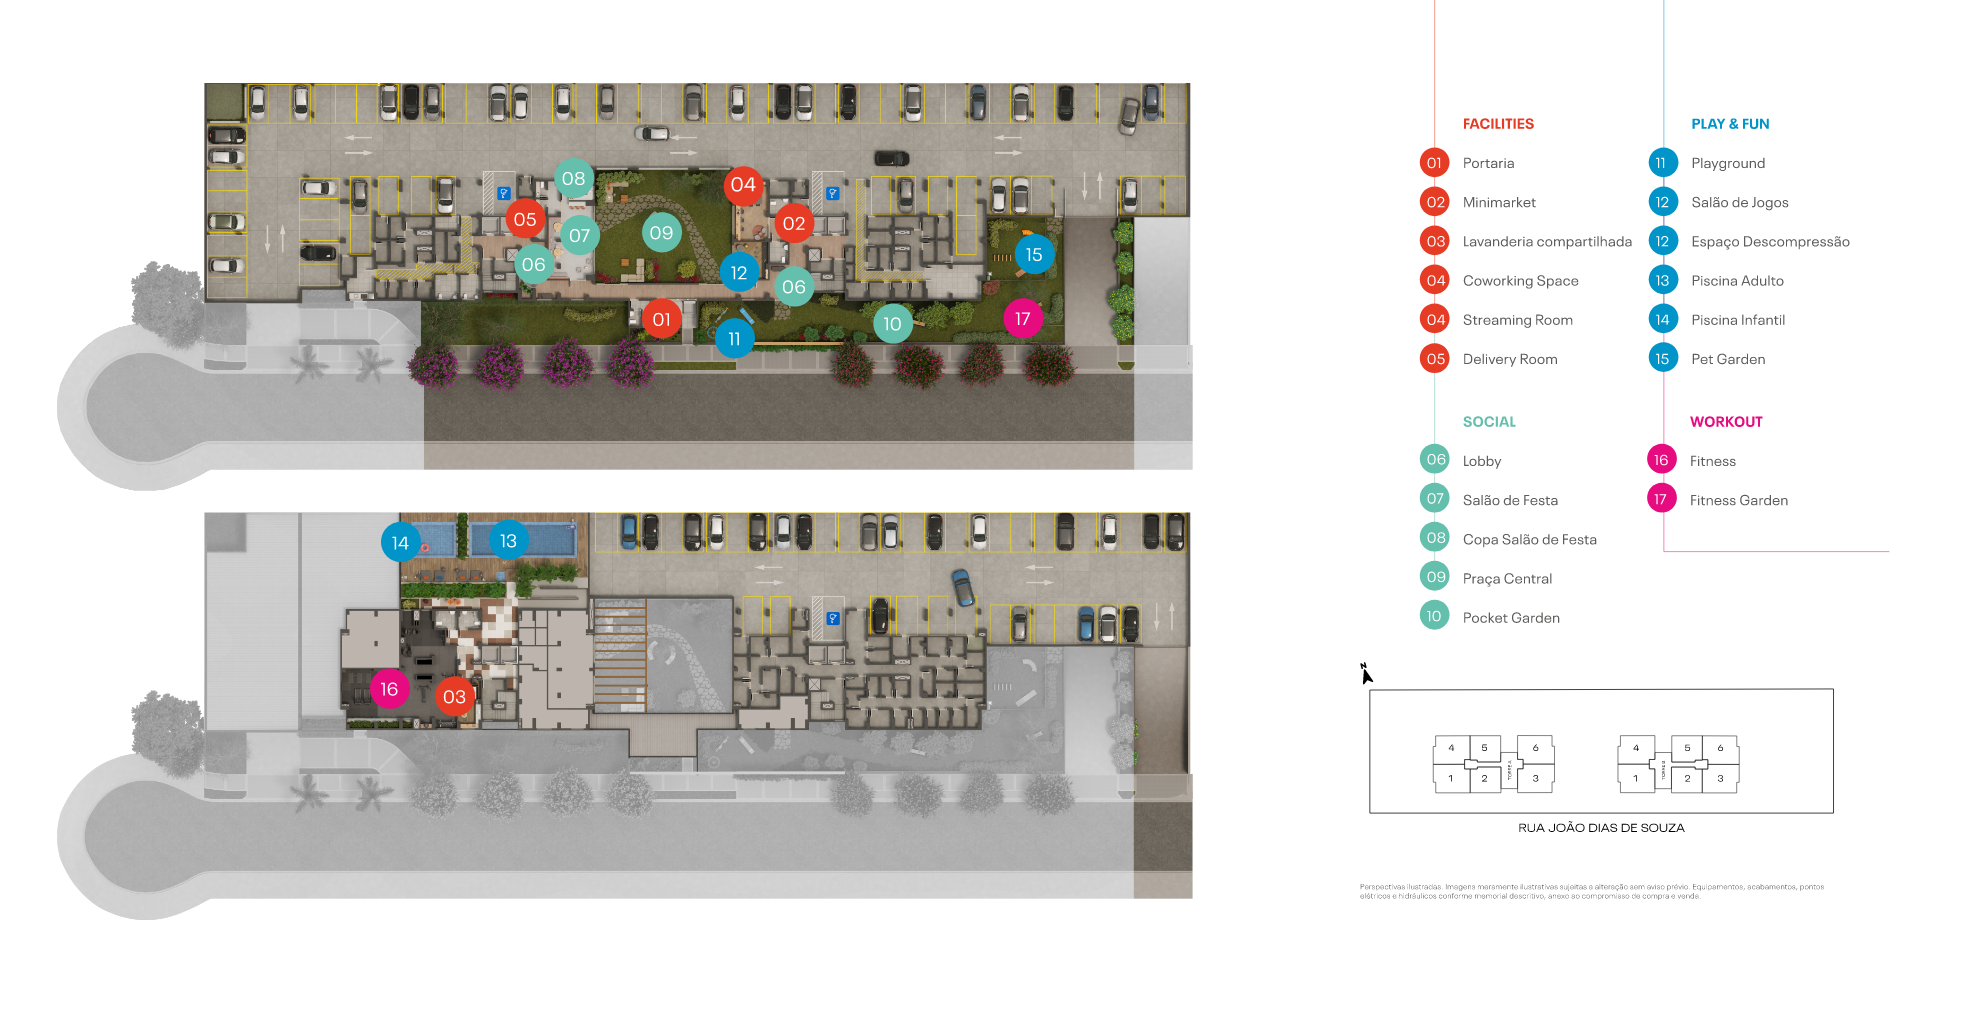 08
04
05
02
07
09
06
12
15
06
01
10
17
11
14
13
16
03
FACILITIES
01 Portaria
02 Minimarket
03 Lavanderia compartilhada
04 Coworking Space
04 Streaming Room
05 Delivery Room
SOCIAL
06 Lobby
07 Salão de Festa
08 Copa Salão de Festa
09 Praça Central
10 Pocket Garden
PLAY & FUN
11 Playground
12 Salão de Jogos
12 Espaço Descompressão
13 Piscina Adulto
14 Piscina Infantil
15 Pet Garden
WORKOUT
16 Fitness
17 Fitness Garden
N
4 5 6
1 2 TORRE A 3
4 5 6
1 TORRE B 2 3
RUA JOÃO DIAS DE SOUZA
Perspectivas ilustradas. Imagens meramente ilustrativas sujeitas a alteração sem aviso prévio. Equipamentos, acabamentos, pontos
elétricos e hidráulicos conforme memorial descritivo, anexo ao compromisso de compra e venda.